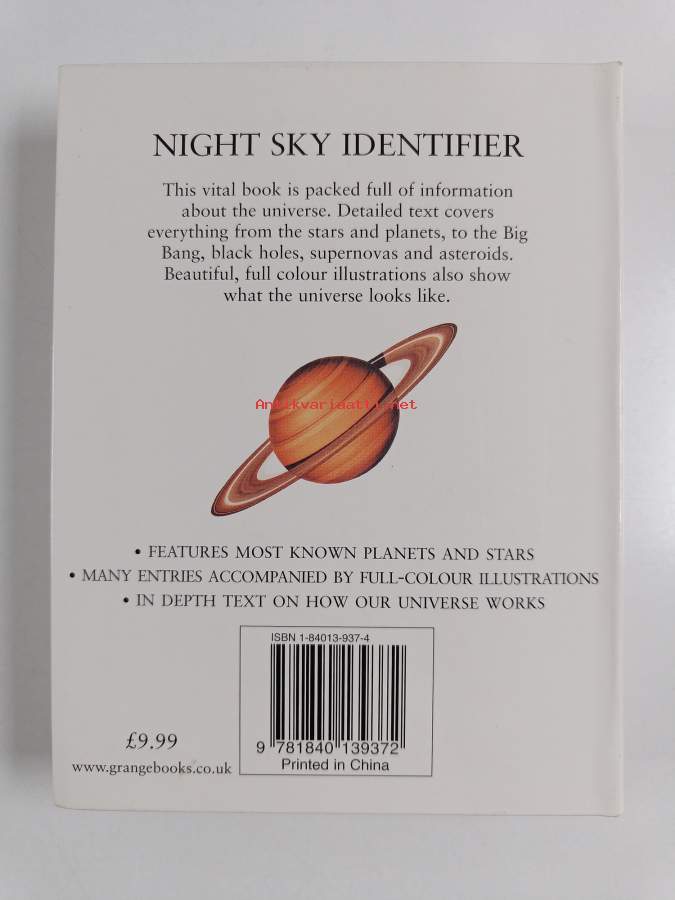 NIGHT SKY IDENTIFIER
This vital book is packed full of information
about the universe. Detailed text covers
everything from the stars and planets, to the Big
Bang, black holes, supernovas and asteroids.
Beautiful, full colour illustrations also show
what the universe looks like.
Antikvariaatti.net
• FEATURES MOST KNOWN PLANETS AND STARS
• MANY ENTRIES ACCOMPANIED BY FULL-COLOUR ILLUSTRATIONS
• IN DEPTH TEXT ON HOW OUR UNIVERSE WORKS
ISBN 1-84013-937-4
9 781840 139372
Printed in China
£9.99
www.grangebooks.co.uk